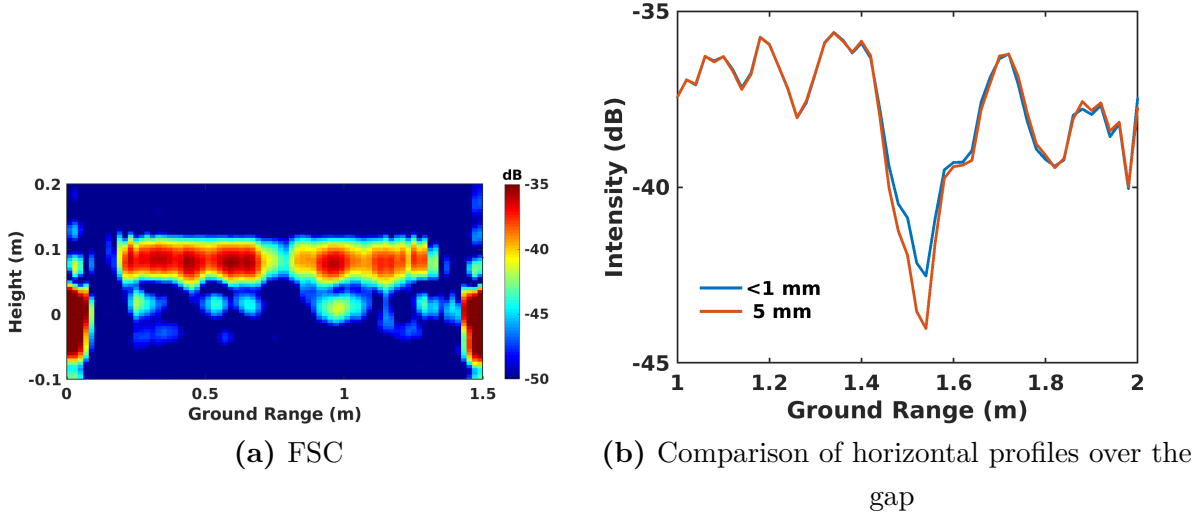 dB
0.2
0.1
0
-0.1
Height (m)
0
0.5
1
1.5
Ground Range (m)
-35
-40
-45
-50
(a) FSC
-35
-40
-45
Intensity (dB)
<1 mm
5 mm
1
1.2
1.4
1.6
1.8
2
Ground Range (m)
(b) Comparison of horizontal profiles over the
gap